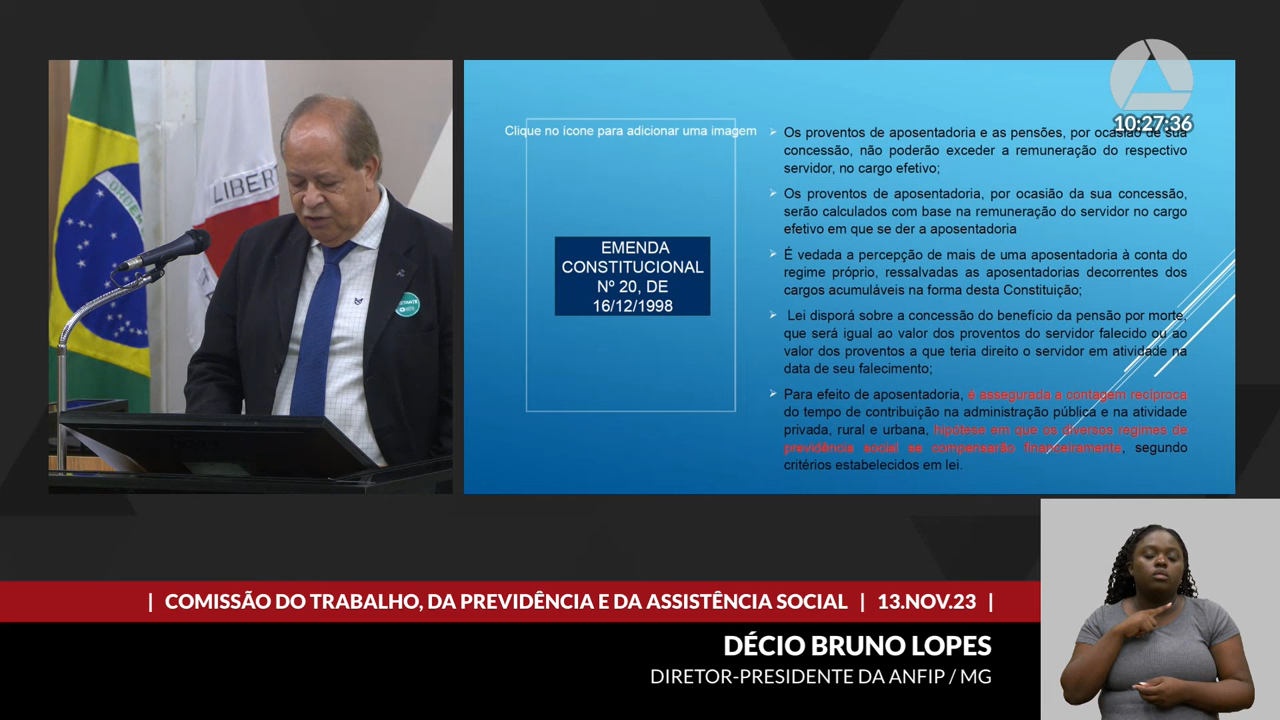 LIBERT
10:27:36
Clique no ícone para adicionar uma imagem
EMENDA
CONSTITUCIONAL
Nº 20, DE
16/12/1998
Os proventos de aposentadoria e as pensões, por ocasião de sua
concessão, não poderão exceder a remuneração do respectivo
servidor, no cargo efetivo;
Os proventos de aposentadoria, por ocasião da sua concessão,
serão calculados com base na remuneração do servidor no cargo
efetivo em que se der a aposentadoria
É vedada a percepção de mais de uma aposentadoria à conta do
regime próprio, ressalvadas as aposentadorias decorrentes dos
cargos acumuláveis na forma desta Constituição;
Lei disporá sobre a concessão do benefício da pensão por morte,
que será igual ao valor dos proventos do servidor falecido ou ao
valor dos proventos a que teria direito o servidor em atividade na
data de seu falecimento;
Para efeito de aposentadoria, é assegurada a contagem recíproca
do tempo de contribuição na administração pública e na atividade
privada, rural e urbana, hipótese em que os diversos regimes de
previdência social se compensarão financeiramente, segundo
critérios estabelecidos em lei.
| COMISSÃO DO TRABALHO, DA PREVIDÊNCIA E DA ASSISTÊNCIA SOCIAL | 13.NOV.23 |
DÉCIO BRUNO LOPES
DIRETOR-PRESIDENTE DA ANFIP / MG